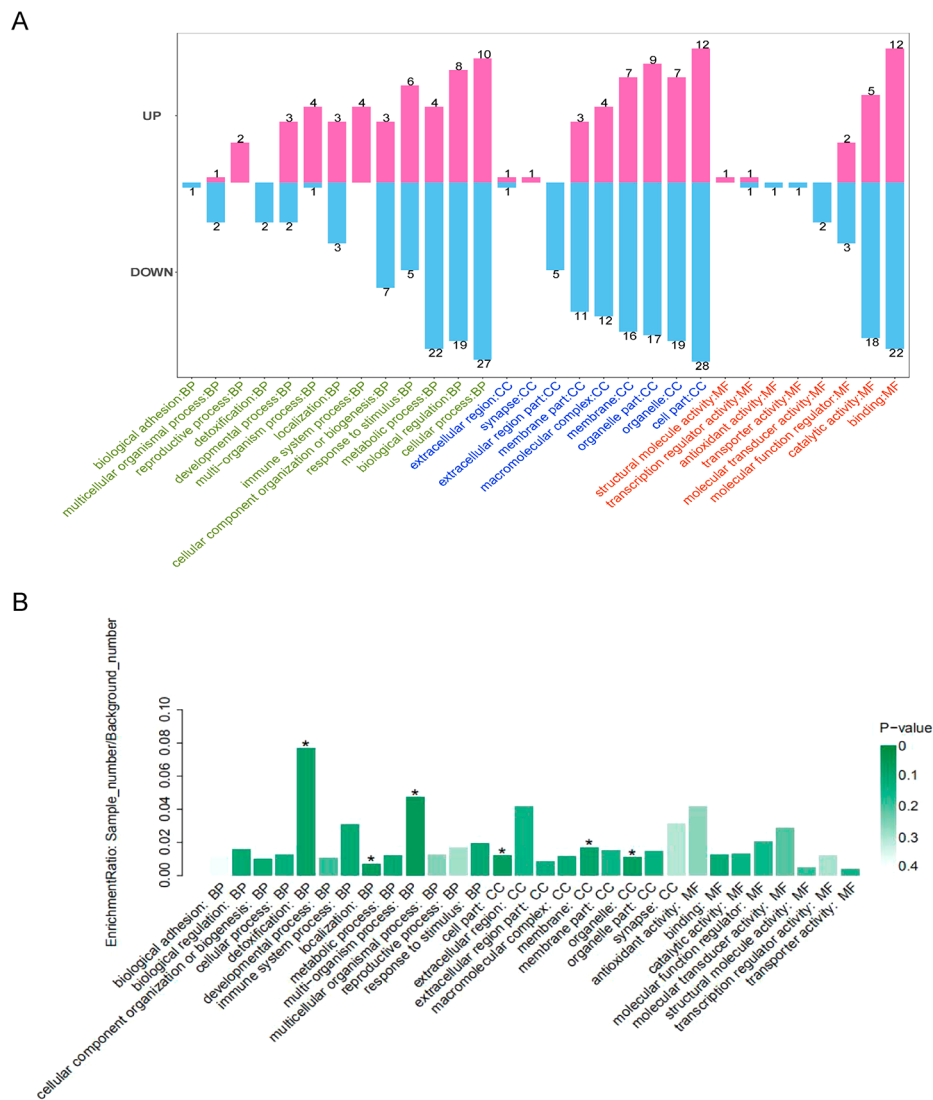 A
UP
DOWN
1 2 3 4 3 4 3 6 4 8 10 1 1 3 4 7 9 7 12 1 1 2 5 12
1 2 2 2 1 3 7 5 22 19 27 1 5 11 12 16 17 19 28 1 1 1 2 3 18 22
biological adhesion:BP
multicellular organismal process:BP
reproductive process:BP
detoxification:BP
developmental process:BP
multi-organism process:BP
localization:BP
immune system process:BP
cellular component organization or biogenesis:BP
response to stimulus:BP
metabolic process:BP
biological regulation:BP
cellular process:BP
extracellular region:CC
synapse:CC
extracellular region part:CC
membrane part:CC
macromolecular complex:CC
membrane:CC
organelle part:CC
organelle:CC
cell part:CC
structural molecule activity:MF
transcription regulator activity:MF
antioxidant activity:MF
transporter activity:MF
molecular transducer activity:MF
molecular function regulator:MF
catalytic activity:MF
binding:MF
B
EnrichmentRatio: Sample_number/Background_number
0.10
0.08
0.06
0.04
0.02
0.00
* * * * * *
P-value
0
0.1
0.2
0.3
0.4
biological adhesion: BP
biological regulation: BP
cellular component organization or biogenesis: BP
cellular process: BP
detoxification: BP
developmental process: BP
immune system process: BP
localization: BP
metabolic process: BP
multi-organism process: BP
multicellular organismal process: BP
reproductive process: BP
response to stimulus: BP
cell part: CC
extracellular region: CC
extracellular region part: CC
macromolecular complex: CC
membrane: CC
membrane part: CC
organelle: CC
organelle part: CC
synapse: CC
antioxidant activity: MF
binding: MF
catalytic activity: MF
molecular function regulator: MF
molecular transducer activity: MF
structural molecule activity: MF
transcription regulator activity: MF
transporter activity: MF